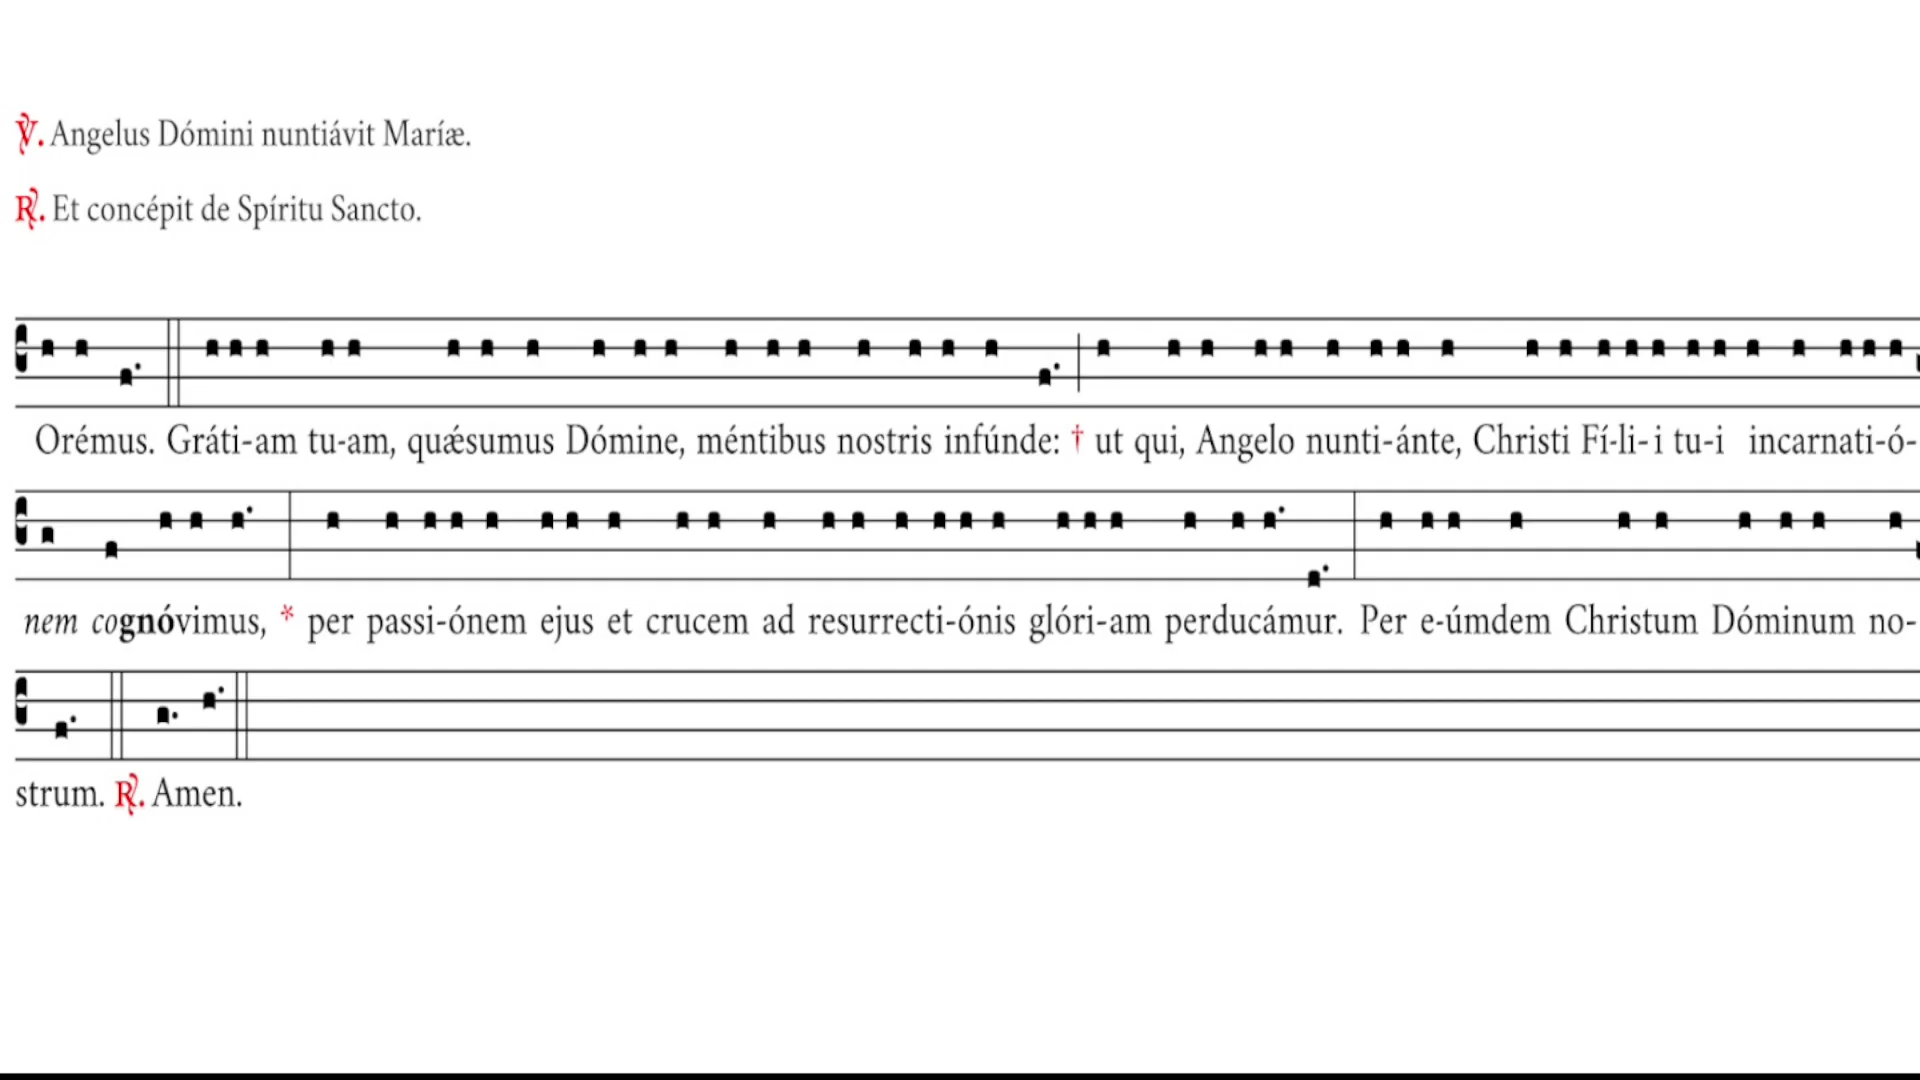 ℣. Angelus Dómini nuntiávit Maríæ.
℟. Et concépit de Spíritu Sancto.
Orémus. Gráti-am tu-am, quǽsumus Dómine, méntibus nostris infúnde: † ut qui, Angelo nunti-ánte, Christi Fí-li-i tu-i incarnati-ó-
nem cognóvimus, * per passi-ónem ejus et crucem ad resurrecti-ónis glóri-am perducámur. Per e-úmdem Christum Dóminum no-
strum. ℟. Amen.